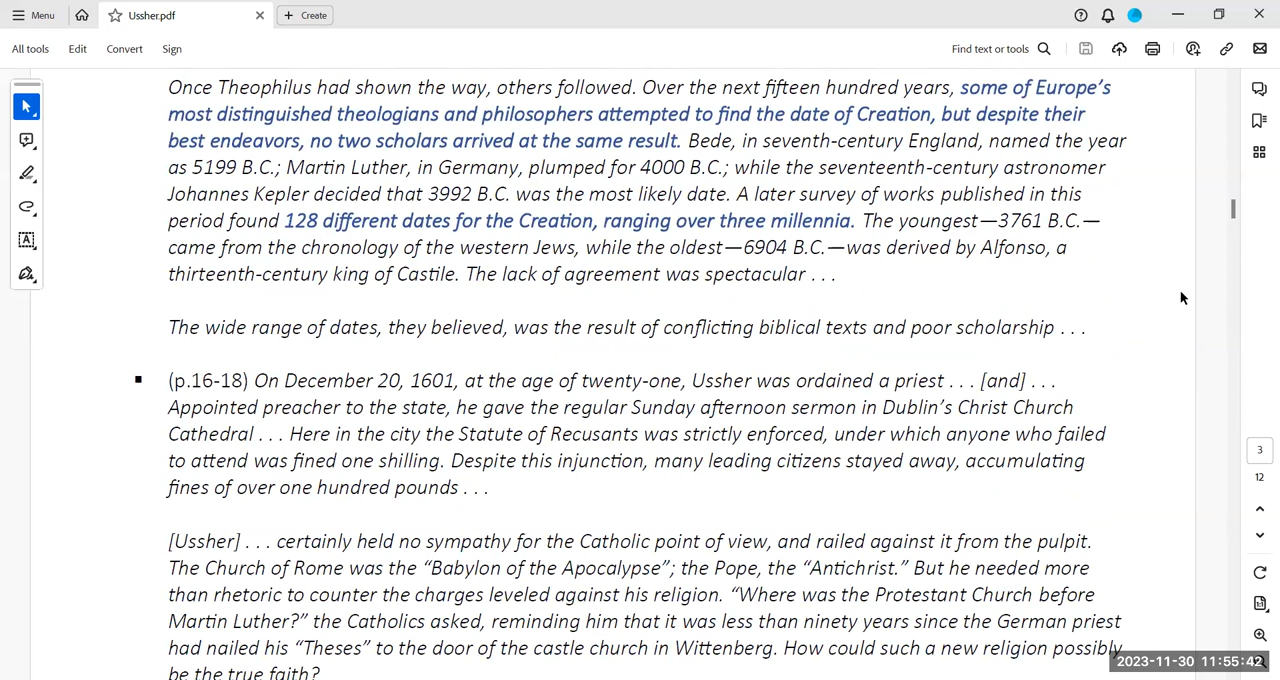 Menu
Ussher.pdf
Create
All tools
Edit
Convert
Sign
Find text or tools
Once Theophilus had shown the way, others followed. Over the next fifteen hundred years, some of Europe's
most distinguished theologians and philosophers attempted to find the date of Creation, but despite their
best endeavors, no two scholars arrived at the same result. Bede, in seventh-century England, named the year
as 5199 B.C.; Martin Luther, in Germany, plumped for 4000 B.C.; while the seventeenth-century astronomer
Johannes Kepler decided that 3992 B.C. was the most likely date. A later survey of works published in this
period found 128 different dates for the Creation, ranging over three millennia. The youngest—3761 B.C.—
came from the chronology of the western Jews, while the oldest—6904 B.C.—was derived by Alfonso, a
thirteenth-century king of Castile. The lack of agreement was spectacular . . .
The wide range of dates, they believed, was the result of conflicting biblical texts and poor scholarship . . .
▪ (p.16-18) On December 20, 1601, at the age of twenty-one, Ussher was ordained a priest . . . [and] . . .
Appointed preacher to the state, he gave the regular Sunday afternoon sermon in Dublin's Christ Church
Cathedral . . . Here in the city the Statute of Recusants was strictly enforced, under which anyone who failed
to attend was fined one shilling. Despite this injunction, many leading citizens stayed away, accumulating
fines of over one hundred pounds . . .
[Ussher] . . . certainly held no sympathy for the Catholic point of view, and railed against it from the pulpit.
The Church of Rome was the "Babylon of the Apocalypse"; the Pope, the "Antichrist." But he needed more
than rhetoric to counter the charges leveled against his religion. "Where was the Protestant Church before
Martin Luther?" the Catholics asked, reminding him that it was less than ninety years since the German priest
had nailed his "Theses" to the door of the castle church in Wittenberg. How could such a new religion possibly
be the true faith?
3
12
2023-11-30 11:55:42